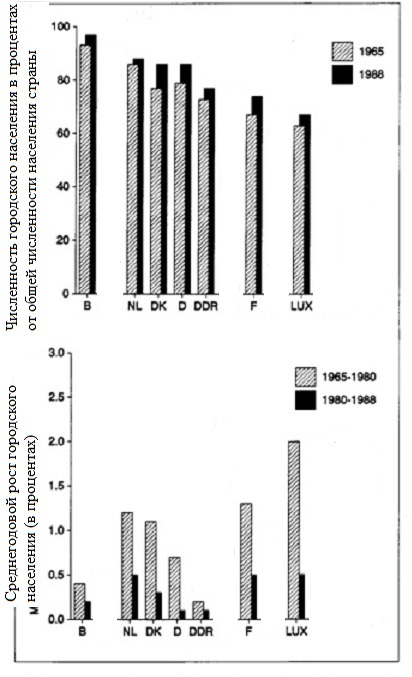 Численность городского населения в процентах
от общей численности населения страны
100
80
60
40
20
0
1965
1988
B NL DK D DDR F LUX
Среднегодовой рост городского
населения (в процентах)
M
3.0
2.5
2.0
1.5
1.0
0.5
0.0
1965-1980
1980-1988
B NL DK D DDR F LUX